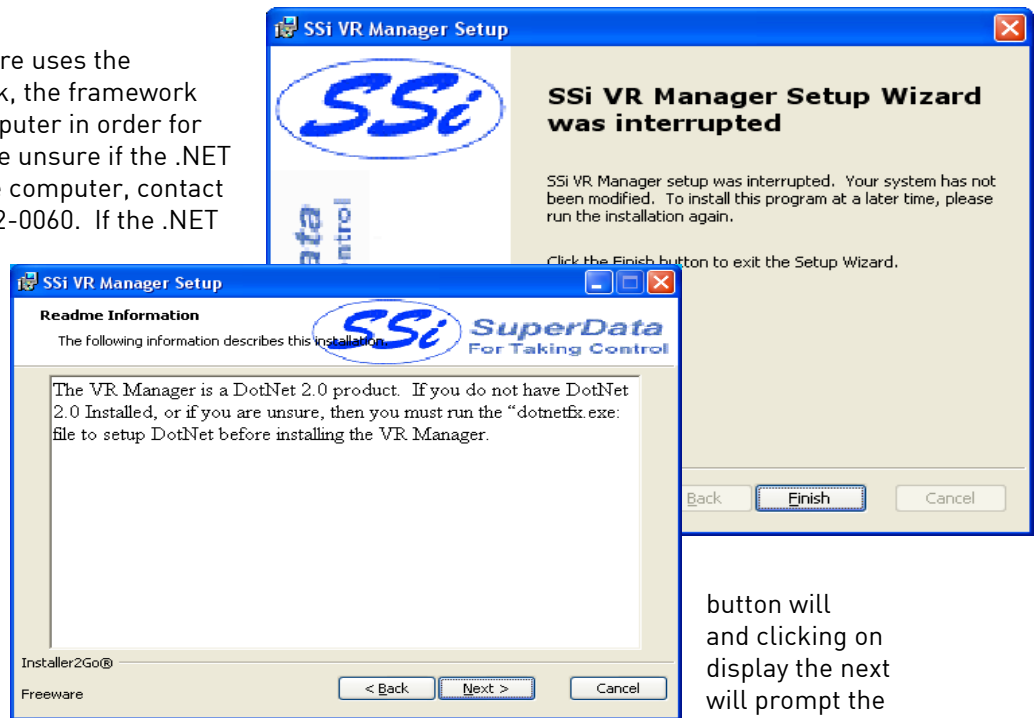 re uses the
k, the framework
puter in order for
e unsure if the .NET
e computer, contact
2-0060.  If the .NET
SSi VR Manager Setup
SSi
ata
ntrol
SSi VR Manager Setup Wizard
was interrupted
SSi VR Manager setup was interrupted.  Your system has not
been modified.  To install this program at a later time, please
run the installation again.
Click the Finish button to exit the Setup Wizard.
Back
Finish
Cancel
SSi VR Manager Setup
Readme Information
The following information describes this installation.
SSi
SuperData
For Taking Control
The VR Manager is a DotNet 2.0 product.  If you do not have DotNet
2.0 Installed, or if you are unsure, then you must run the “dotnetfx.exe:
file to setup DotNet before installing the VR Manager.
Installer2Go®
Freeware
< Back
Next >
Cancel
button will
and clicking on
display the next
will prompt the